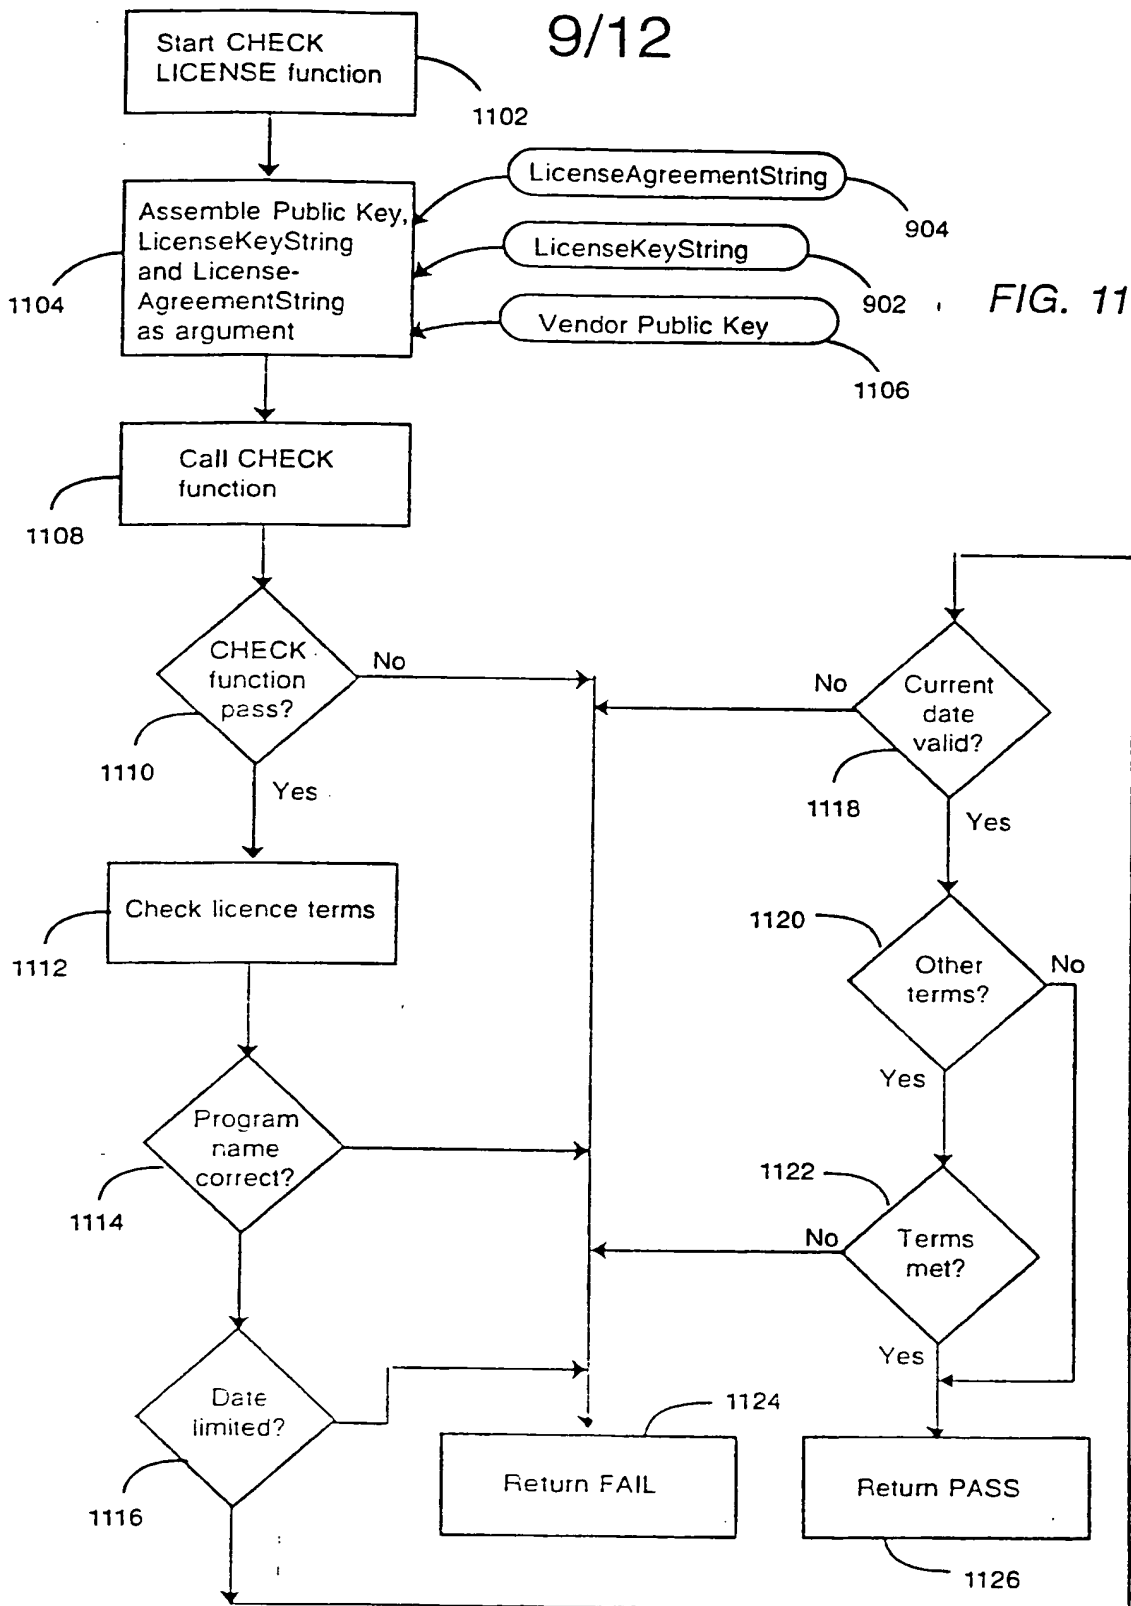 9/12
Start CHECK
LICENSE function
1102
Assemble Public Key,
LicenseKeyString
and License-
AgreementString
as argument
1104
LicenseAgreementString
904
LicenseKeyString
902
Vendor Public Key
1106
FIG. 11
Call CHECK
function
1108
CHECK
function
pass?
No
1110
Yes
Check licence terms
1112
Program
name
correct?
1114
Date
limited?
1116
Current
date
valid?
No
1118
Yes
1120
Other
terms?
No
Yes
1122
Terms
met?
No
Yes
1124
Return FAIL
Return PASS
1126